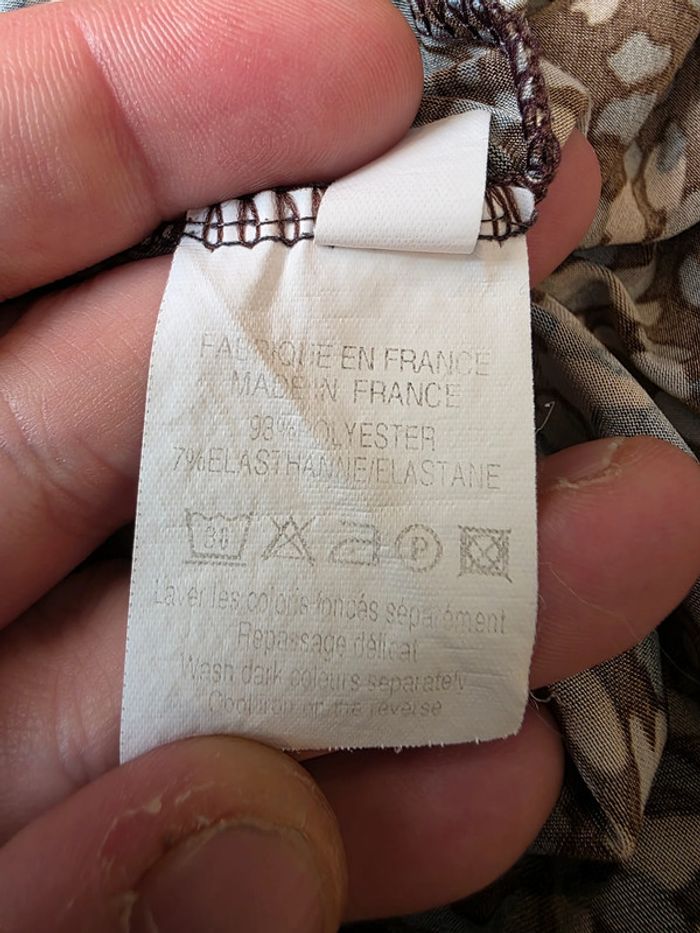 FABRIQUE EN FRANCE
MADE IN FRANCE
93% POLYESTER
7%ELASTHANNE/ELASTANE
30
P
Laver les coloris foncés séparément
Repassage délicat
Wash dark colours separately
on the reverse